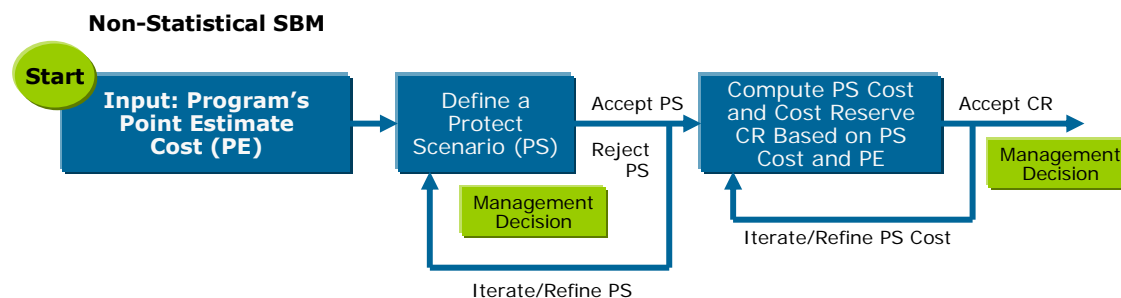 Non-Statistical SBM
Start
Input: Program's
Point Estimate
Cost (PE)
Define a
Protect
Scenario (PS)
Accept PS
Reject
PS
Management
Decision
Iterate/Refine PS
Compute PS Cost
and Cost Reserve
CR Based on PS
Cost and PE
Accept CR
Management
Decision
Iterate/Refine PS Cost